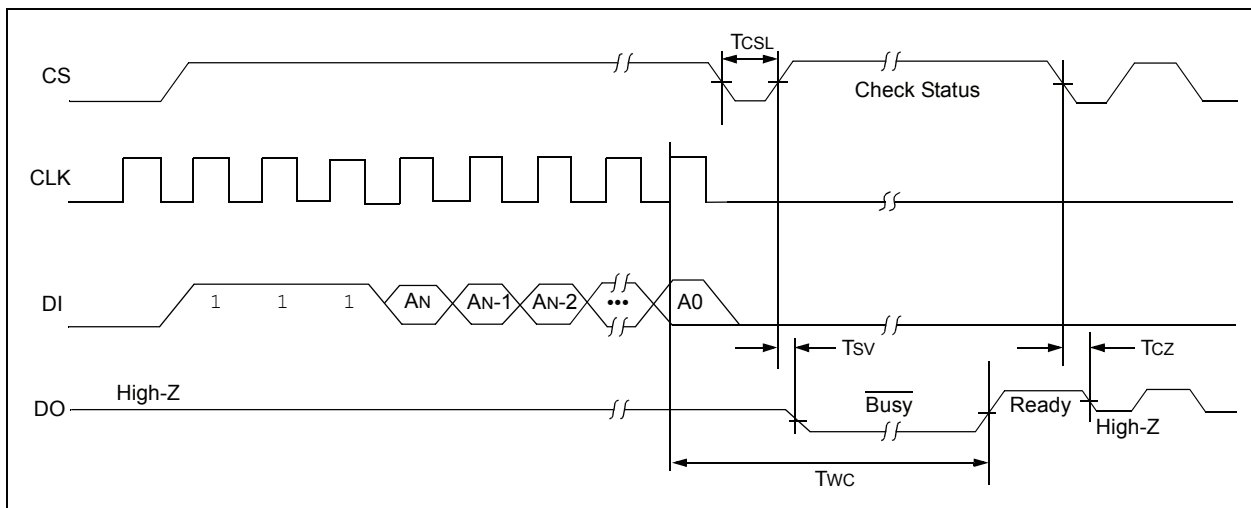 TCSL
CS
Check Status
CLK
DI
1 1 1 AN AN-1 AN-2 ••• A0
TSV
TCZ
High-Z
DO
Busy
Ready
High-Z
TWC